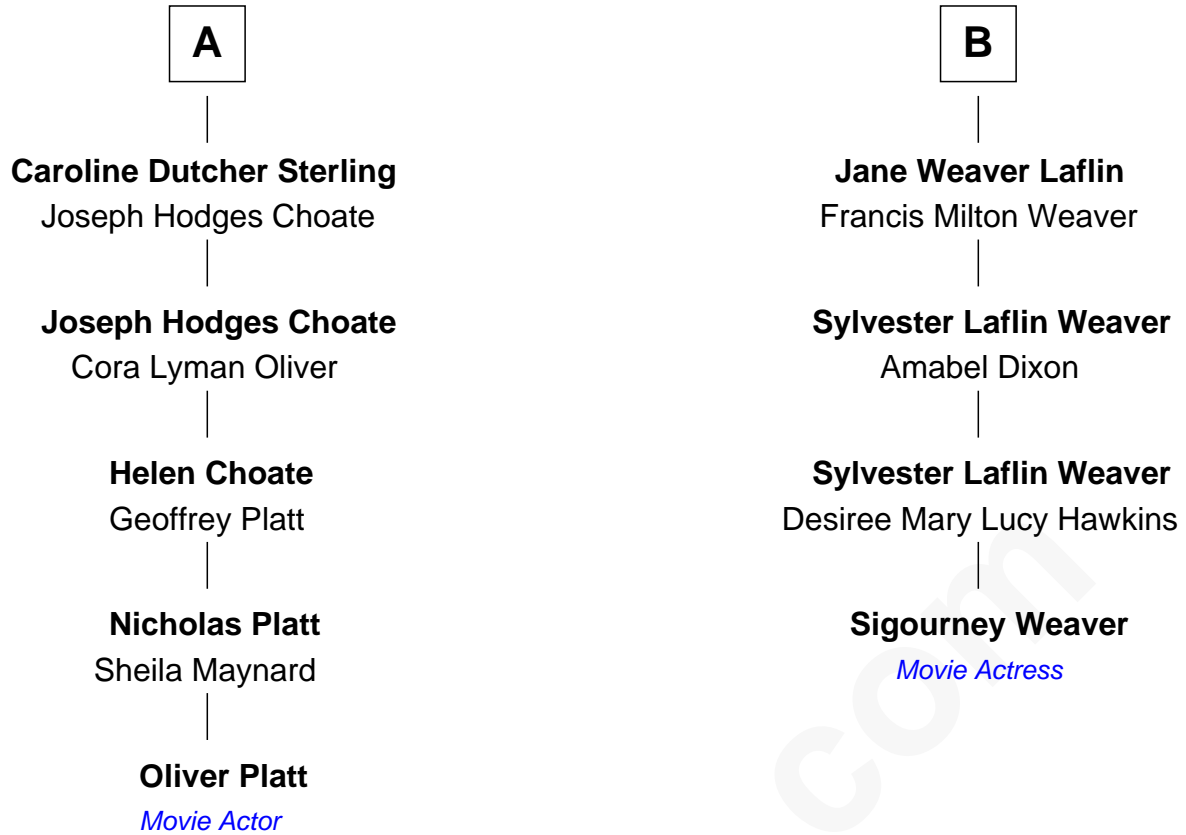 A
Caroline Dutcher Sterling
Joseph Hodges Choate
Joseph Hodges Choate
Cora Lyman Oliver
Helen Choate
Geoffrey Platt
Nicholas Platt
Sheila Maynard
Oliver Platt
Movie Actor
B
Jane Weaver Laflin
Francis Milton Weaver
Sylvester Laflin Weaver
Amabel Dixon
Sylvester Laflin Weaver
Desiree Mary Lucy Hawkins
Sigourney Weaver
Movie Actress
com